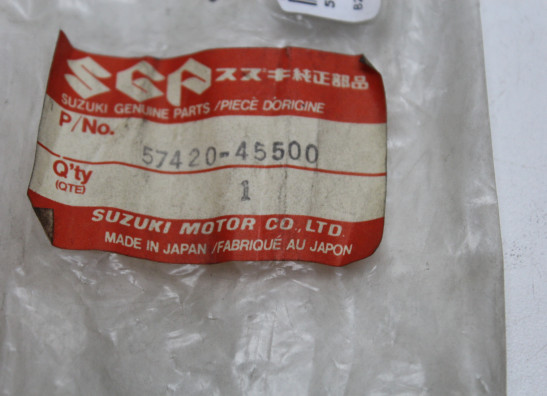 SGP スズキ純正部品
SUZUKI GENUINE PARTS/PIECE D'ORIGINE
P/No.
57420-45500
Q'ty
(QTE)
1
SUZUKI MOTOR CO., LTD.
MADE IN JAPAN/FABRIQUÉ AU JAPON